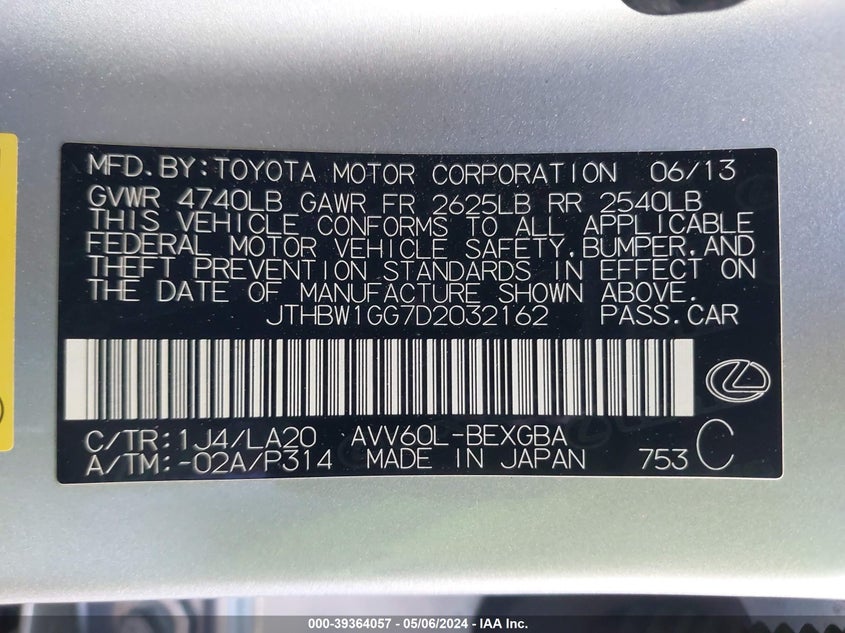 MFD.BY:TOYOTA MOTOR CORPORATION 06/13
GVWR 4740LB GAWR FR 2625LB RR 2540LB
THIS VEHICLE CONFORMS TO ALL APPLICABLE
FEDERAL MOTOR VEHICLE SAFETY,BUMPER,AND
THEFT PREVENTION STANDARDS IN EFFECT ON
THE DATE OF MANUFACTURE SHOWN ABOVE.
JTHBW1GG7D2032162 PASS.CAR
C/TR:1J4/LA20 AVV60L-BEXGBA
A/TM:-02A/P314 MADE IN JAPAN 753 C
000-39364057 - 05/06/2024 - IAA Inc.